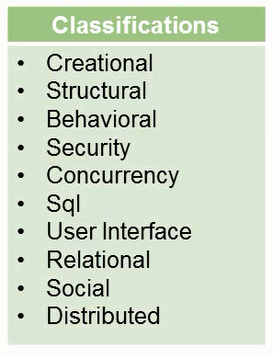 Classifications
• Creational
• Structural
• Behavioral
• Security
• Concurrency
• Sql
• User Interface
• Relational
• Social
• Distributed